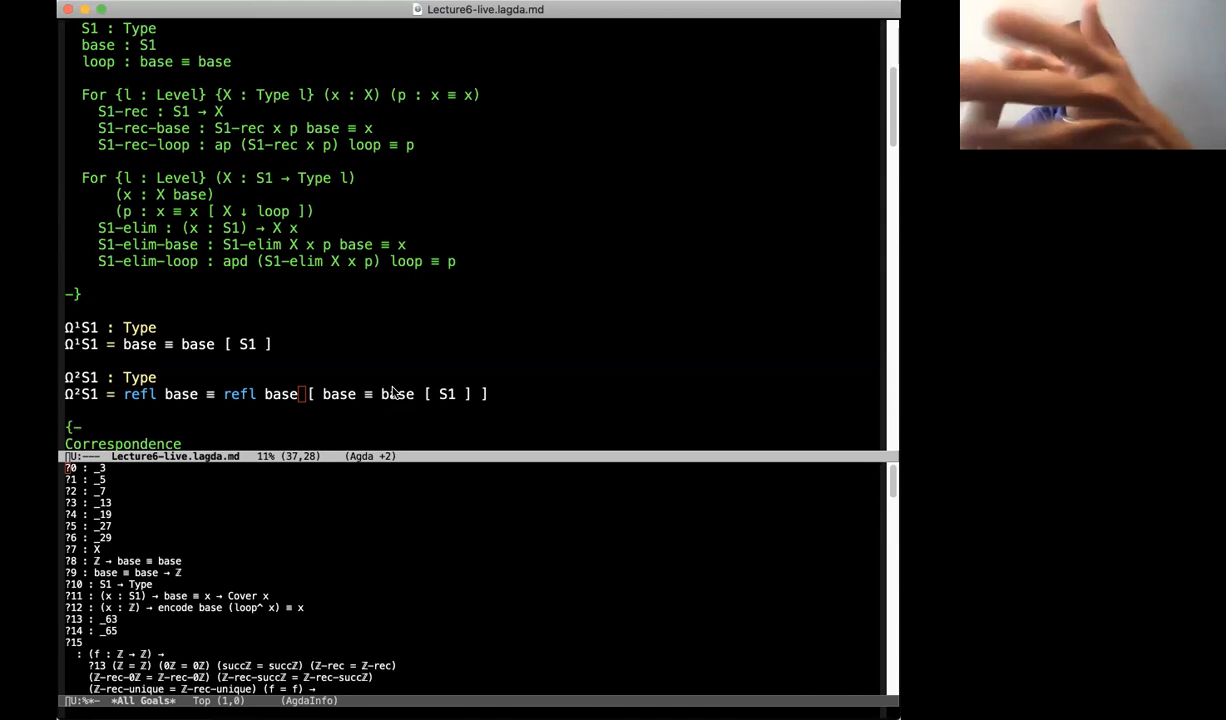 Lecture6-live.lagda.md
S1 : Type
base : S1
loop : base ≡ base
For {l : Level} {X : Type l} (x : X) (p : x ≡ x)
S1-rec : S1 → X
S1-rec-base : S1-rec x p base ≡ x
S1-rec-loop : ap (S1-rec x p) loop ≡ p
For {l : Level} (X : S1 → Type l)
(x : X base)
(p : x ≡ x [ X ↓ loop ])
S1-elim : (x : S1) → X x
S1-elim-base : S1-elim X x p base ≡ x
S1-elim-loop : apd (S1-elim X x p) loop ≡ p
-}
Ω¹S1 : Type
Ω¹S1 = base ≡ base [ S1 ]
Ω²S1 : Type
Ω²S1 = refl base ≡ refl base [ base ≡ base [ S1 ] ]
{-
Correspondence
U:--- Lecture6-live.lagda.md 11% (37,28) (Agda +2)
?0 : _3
?1 : _5
?2 : _7
?3 : _13
?4 : _19
?5 : _27
?6 : _29
?7 : X
?8 : ℤ → base ≡ base
?9 : base ≡ base → ℤ
?10 : S1 → Type
?11 : (x : S1) → base ≡ x → Cover x
?12 : (x : ℤ) → encode base (loop^ x) ≡ x
?13 : _63
?14 : _65
?15
: (f : ℤ → ℤ) →
?13 (ℤ = ℤ) (0ℤ = 0ℤ) (succℤ = succℤ) (ℤ-rec = ℤ-rec)
(ℤ-rec-0ℤ = ℤ-rec-0ℤ) (ℤ-rec-succℤ = ℤ-rec-succℤ)
(ℤ-rec-unique = ℤ-rec-unique) (f = f) →
U:%*- *All Goals* Top (1,0) (AgdaInfo)